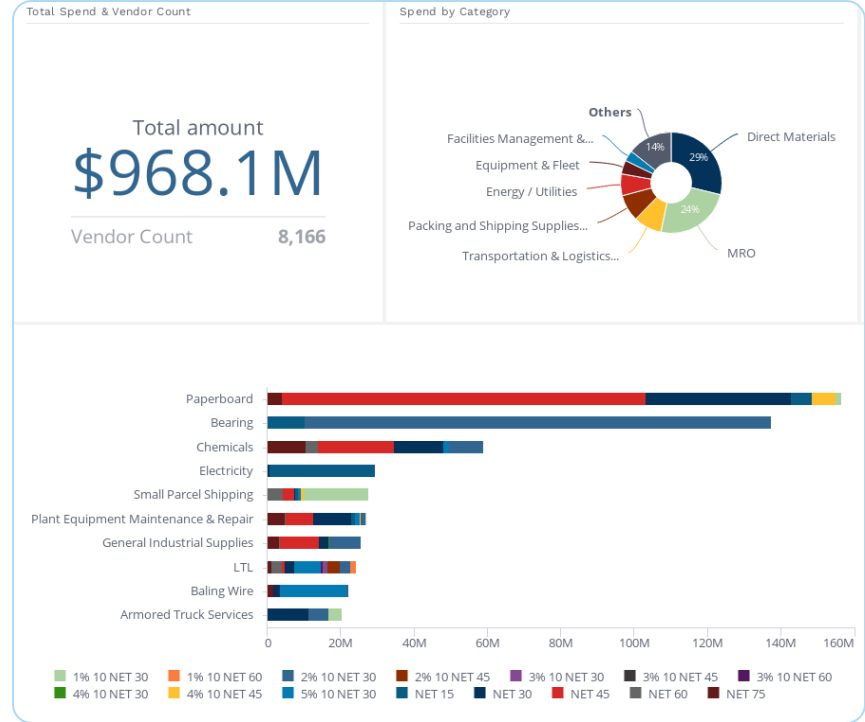 Total Spend & Vendor Count
Spend by Category
Total amount
$968.1M
Vendor Count 8,166
Others
Facilities Management &...
Equipment & Fleet
Energy / Utilities
Packing and Shipping Supplies...
Transportation & Logistics...
Direct Materials
MRO
14%
29%
24%
Paperboard
Bearing
Chemicals
Electricity
Small Parcel Shipping
Plant Equipment Maintenance & Repair
General Industrial Supplies
LTL
Baling Wire
Armored Truck Services
0 20M 40M 60M 80M 100M 120M 140M 160M
1% 10 NET 30 1% 10 NET 60 2% 10 NET 30 2% 10 NET 45 3% 10 NET 30 3% 10 NET 45 3% 10 NET 60
4% 10 NET 30 4% 10 NET 45 5% 10 NET 30 NET 15 NET 30 NET 45 NET 60 NET 75